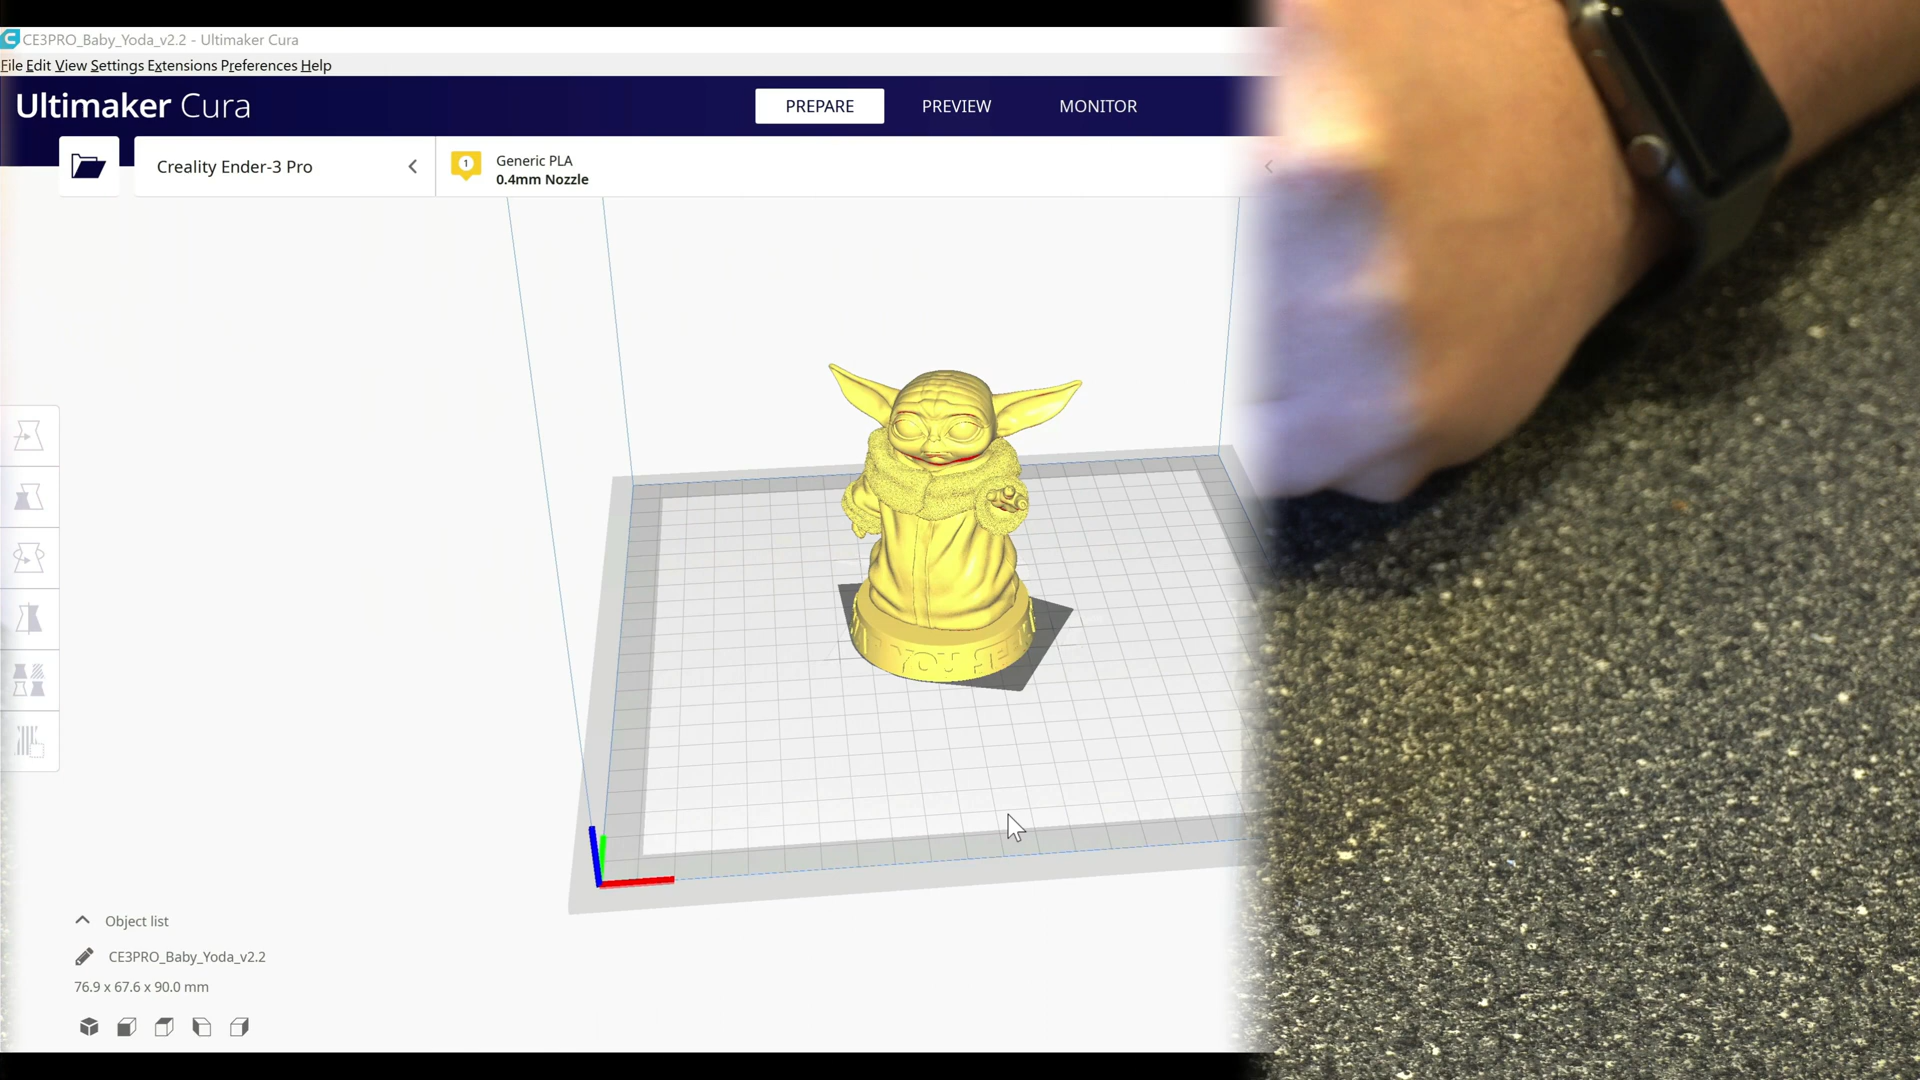 CE3PRO_Baby_Yoda_v2.2 - Ultimaker Cura
File Edit View Settings Extensions Preferences Help
Ultimaker Cura
PREPARE
PREVIEW
MONITOR
Creality Ender-3 Pro
1
Generic PLA
0.4mm Nozzle
YOU
Object list
CE3PRO_Baby_Yoda_v2.2
76.9 x 67.6 x 90.0 mm